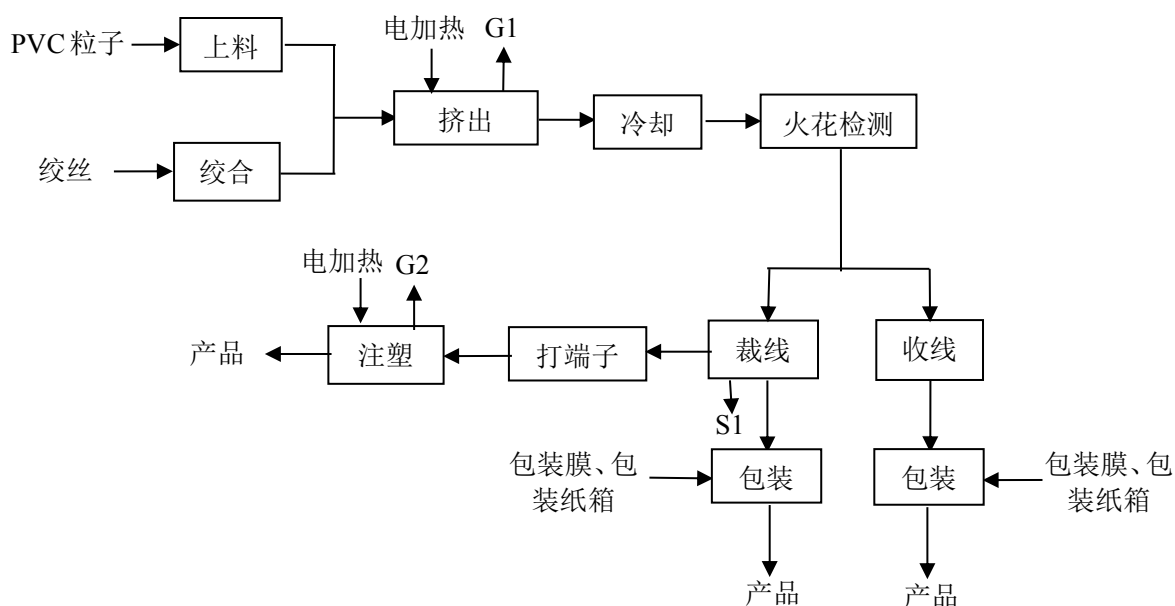 电加热
G1
PVC 粒子
上料
挤出
冷却
火花检测
绞丝
绞合
电加热
G2
产品
注塑
打端子
裁线
收线
S1
包装膜、包
装纸箱
包装
包装
包装膜、包
装纸箱
产品
产品